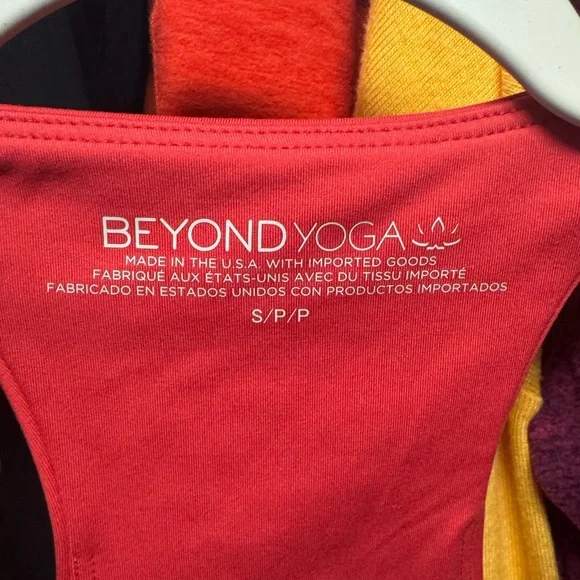 BEYOND YOGA
MADE IN THE U.S.A. WITH IMPORTED GOODS
FABRIQUÉ AUX ÉTATS-UNIS AVEC DU TISSU IMPORTÉ
FABRICADO EN ESTADOS UNIDOS CON PRODUCTOS IMPORTADOS
S/P/P